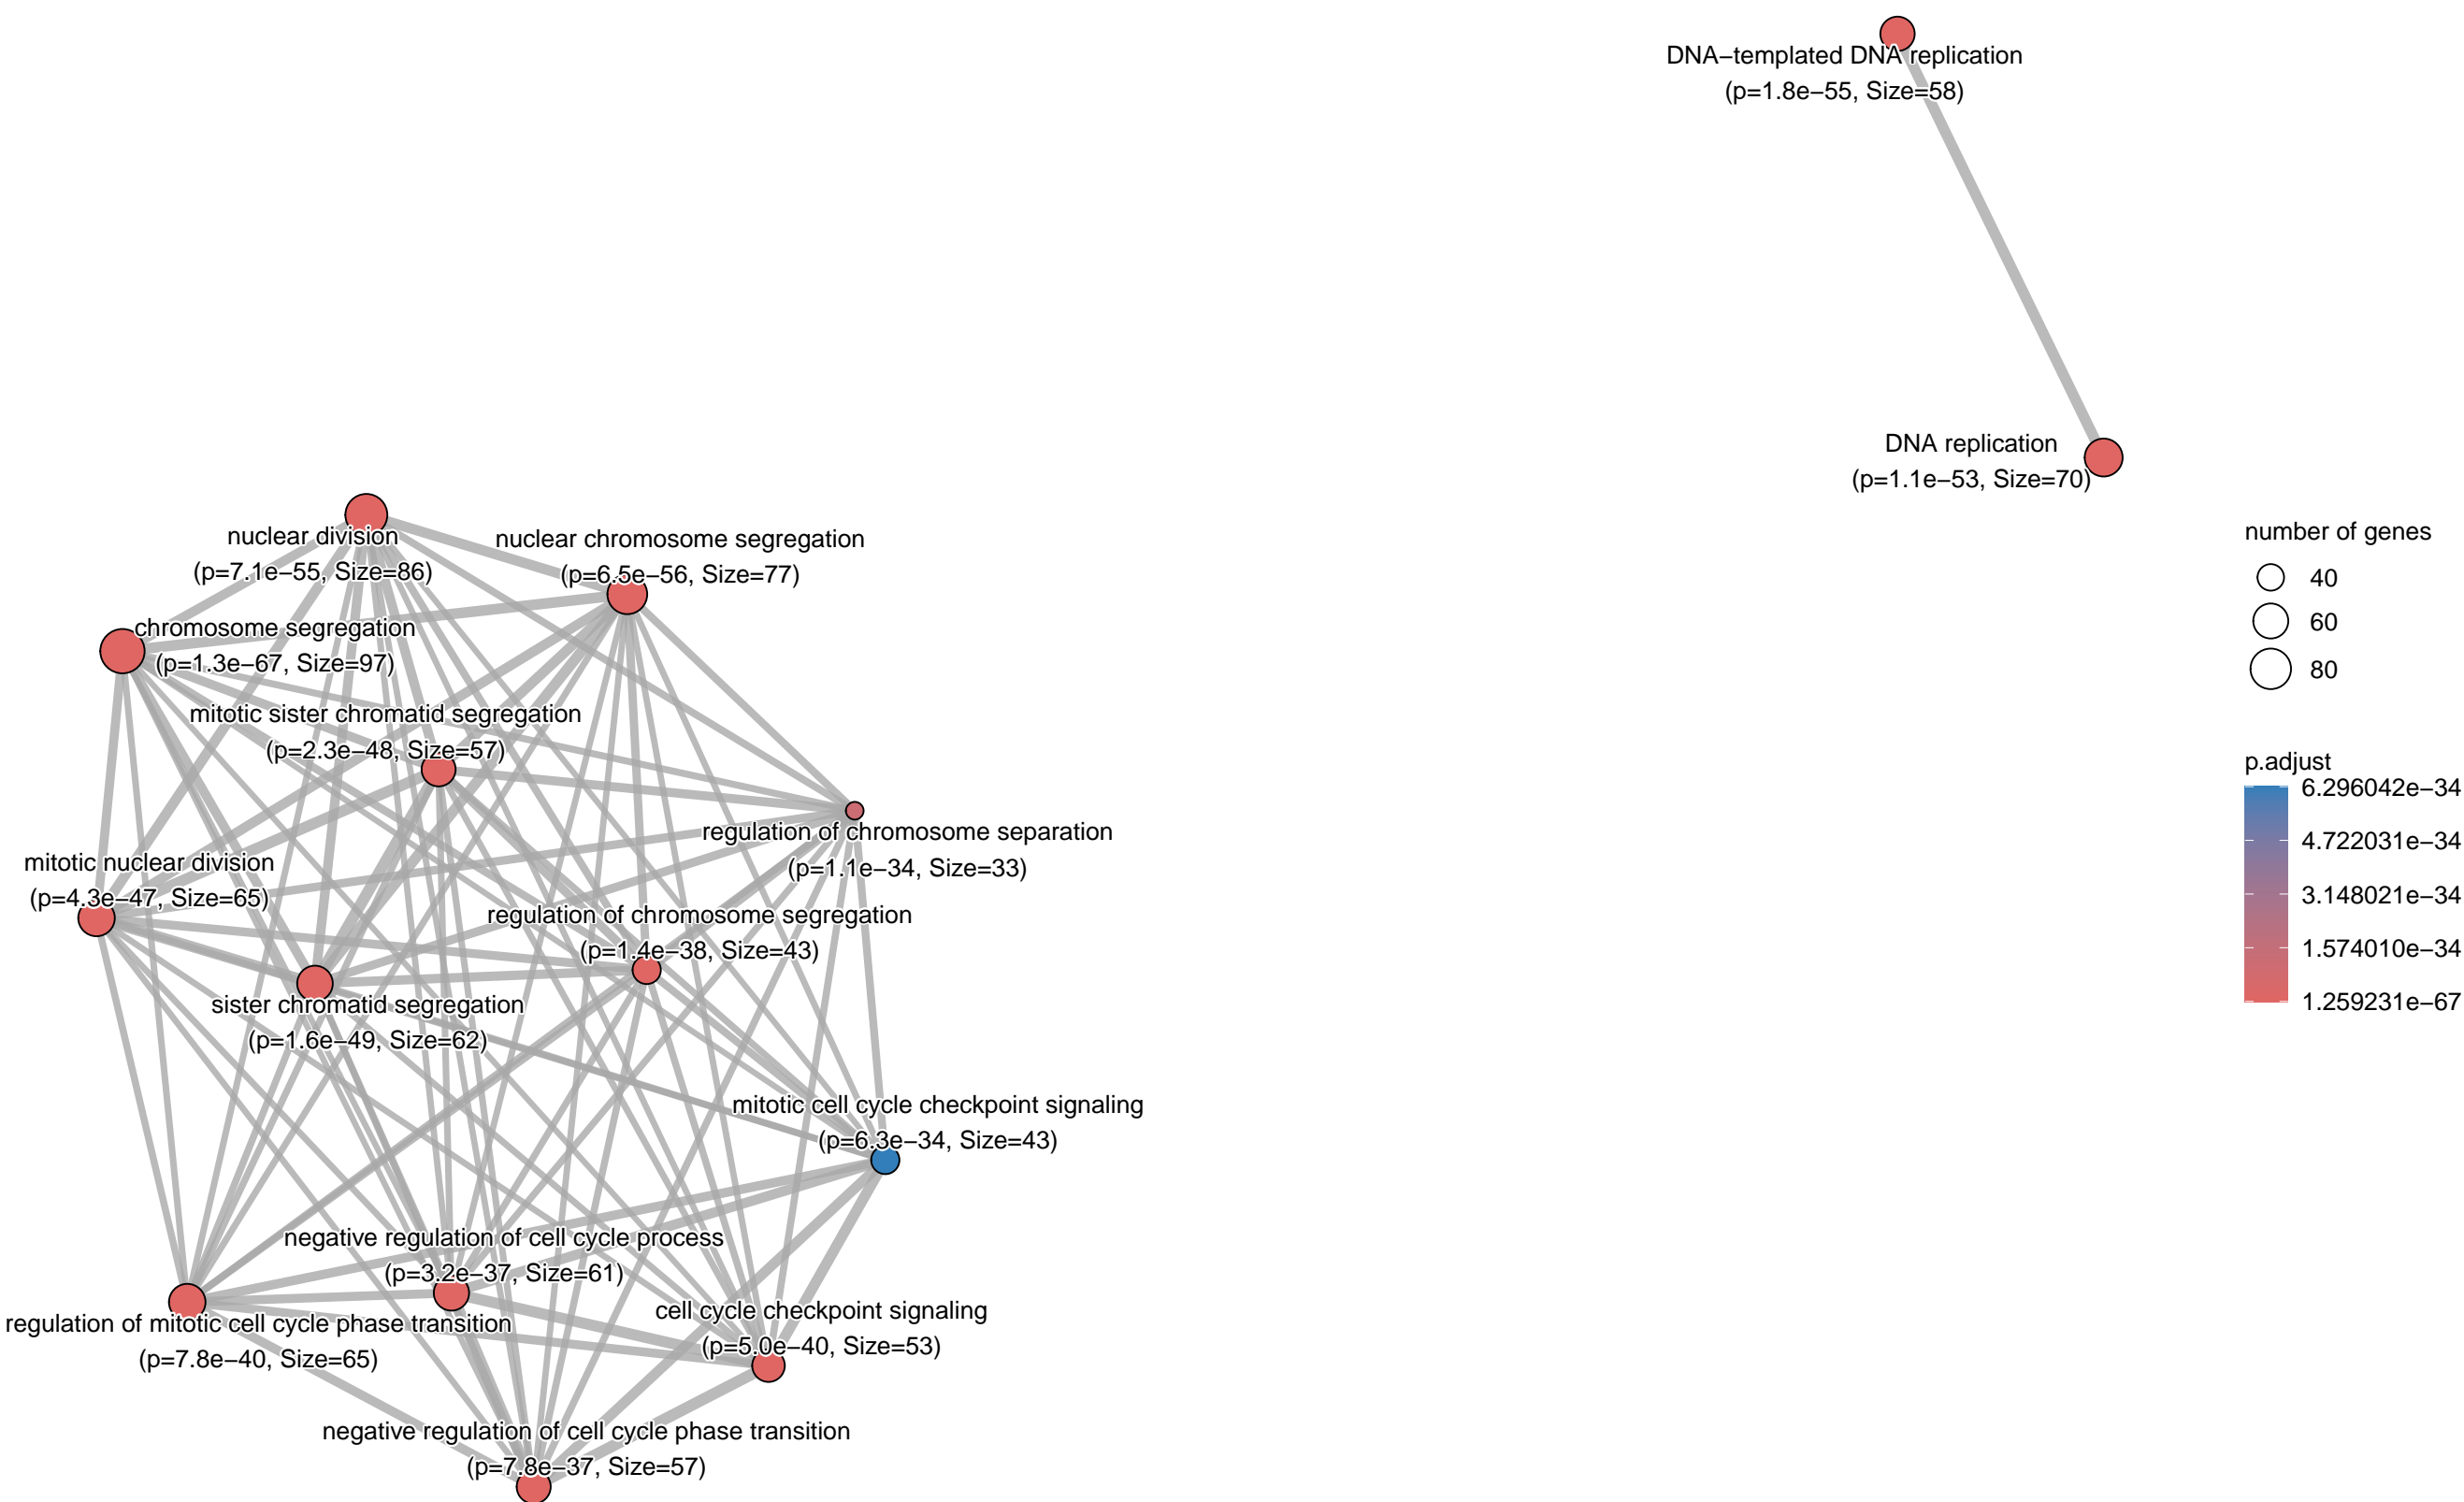 DNA−templated DNA replication
(p=1.8e−55, Size=58)
DNA replication
(p=1.1e−53, Size=70)
nuclear division
(p=7.1e−55, Size=86)
nuclear chromosome segregation
(p=6.5e−56, Size=77)
chromosome segregation
(p=1.3e−67, Size=97)
mitotic sister chromatid segregation
(p=2.3e−48, Size=57)
regulation of chromosome separation
(p=1.1e−34, Size=33)
mitotic nuclear division
(p=4.3e−47, Size=65)
regulation of chromosome segregation
(p=1.4e−38, Size=43)
sister chromatid segregation
(p=1.6e−49, Size=62)
mitotic cell cycle checkpoint signaling
(p=6.3e−34, Size=43)
negative regulation of cell cycle process
(p=3.2e−37, Size=61)
cell cycle checkpoint signaling
(p=5.0e−40, Size=53)
regulation of mitotic cell cycle phase transition
(p=7.8e−40, Size=65)
negative regulation of cell cycle phase transition
(p=7.8e−37, Size=57)
number of genes
40
60
80
p.adjust
6.296042e−34
4.722031e−34
3.148021e−34
1.574010e−34
1.259231e−67